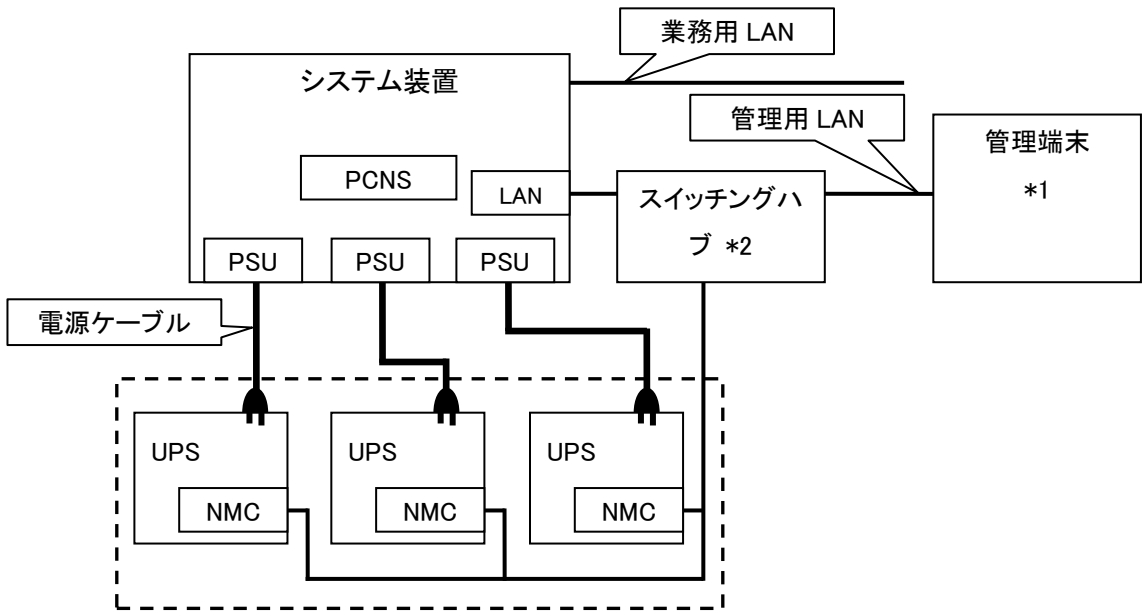 業務用 LAN
システム装置
管理用 LAN
管理端末
*1
PCNS
LAN
スイッチングハ
ブ *2
PSU
PSU
PSU
電源ケーブル
UPS
UPS
UPS
NMC
NMC
NMC